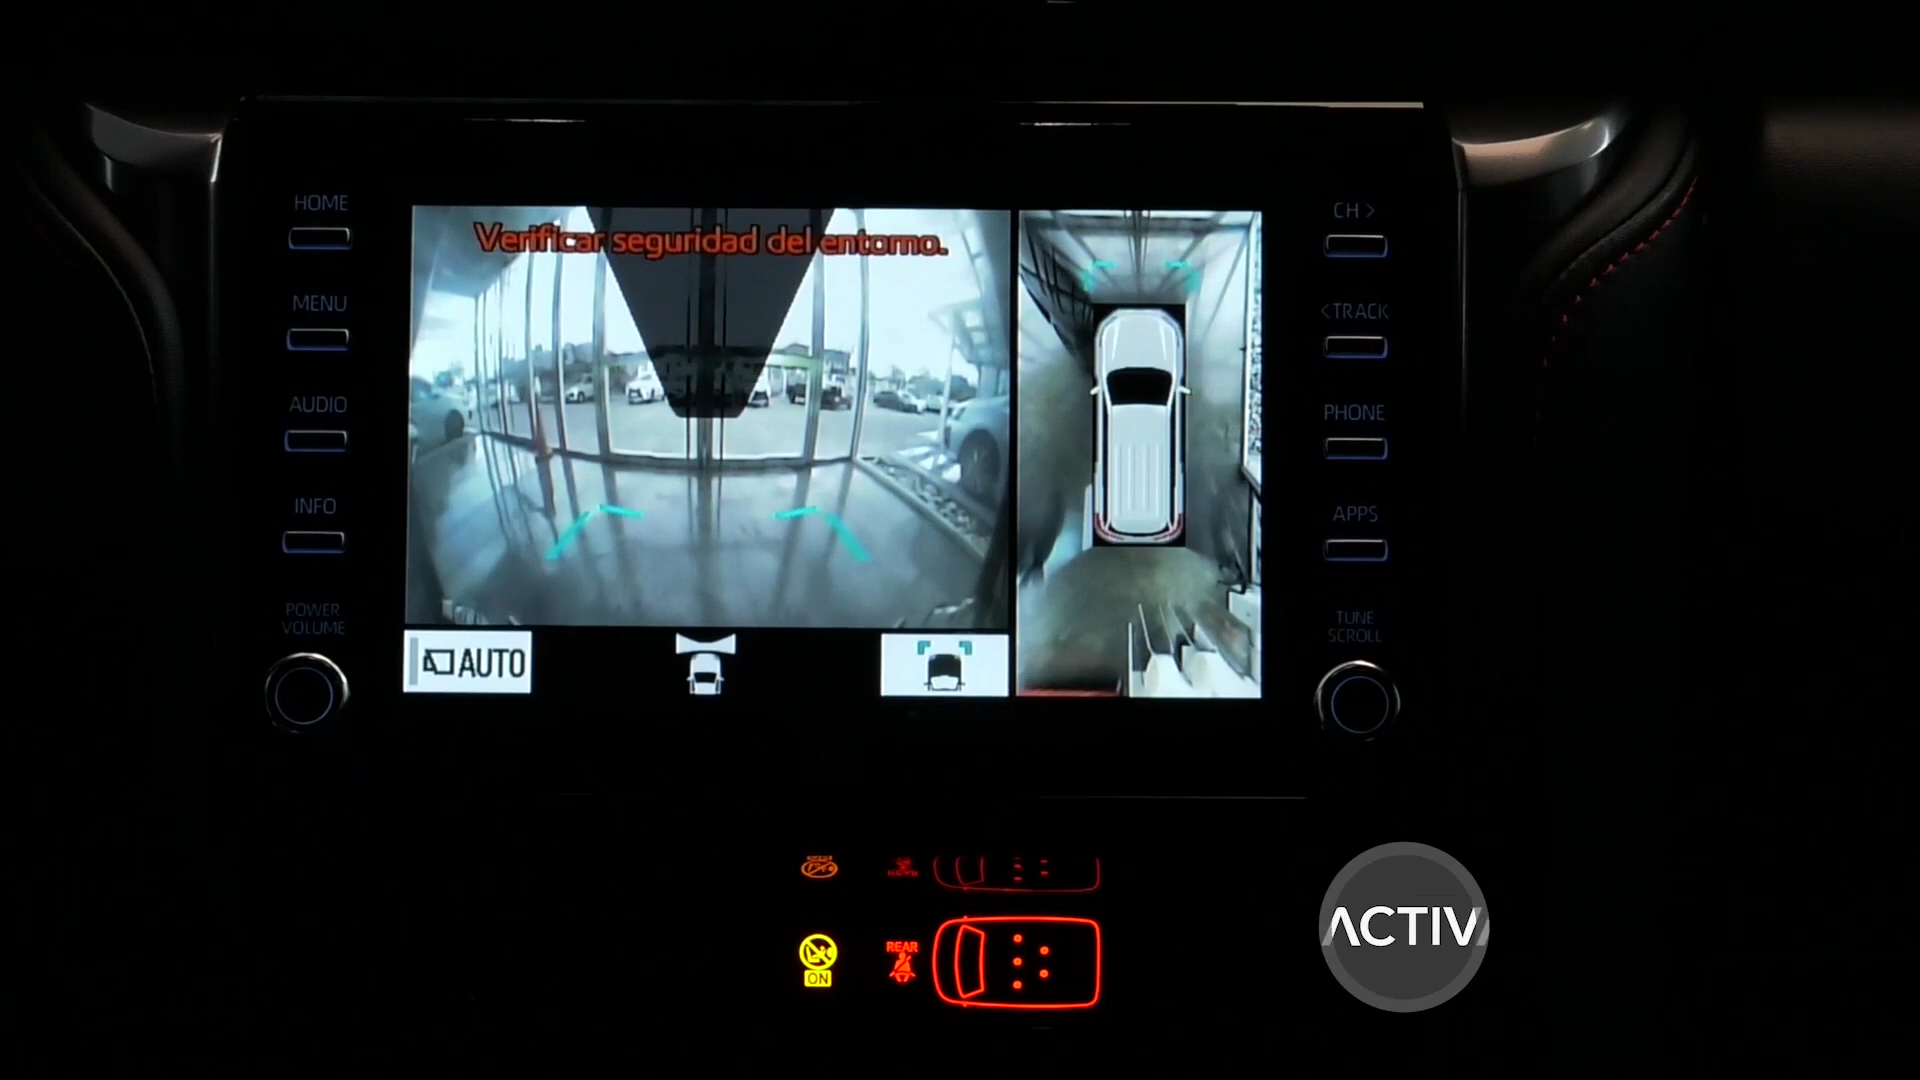 HOME
MENU
AUDIO
INFO
POWER
VOLUME
Verificar seguridad del entorno.
AUTO
CH >
< TRACK
PHONE
APPS
TUNE
SCROLL
ON
REAR
ACTIV